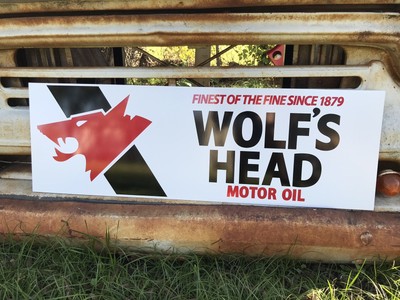 FINEST OF THE FINE SINCE 1879
WOLF'S
HEAD
MOTOR OIL